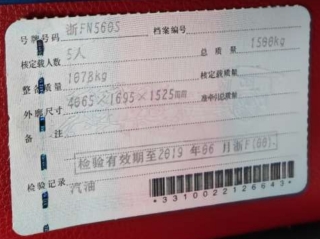 号牌号码 浙FN5605 档案编号
核定载人数 5人 总质量 1500kg
整备质量 1078kg 核定载质量
外廓尺寸 4065×1695×1525mm 准牵引总质量
备注
检验有效期至2019年06月浙F(00)
检验记录 汽油
*3310022126643*